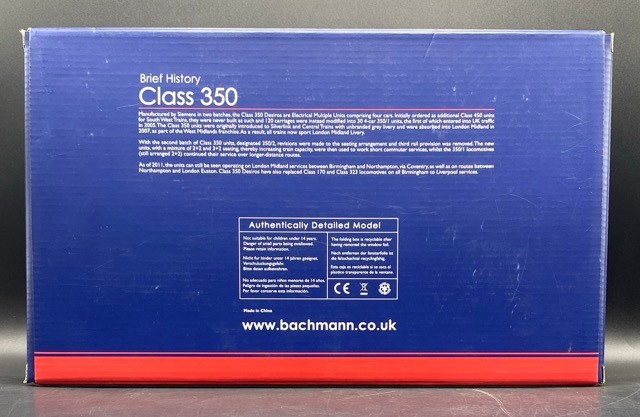 Brief History
Class 350
Manufactured by Siemens in two batches, the Class 350 Desiros are Electrical Multiple Units comprising four cars. Initially ordered as additional Class 450 units
for South West Trains, they were never built as such and 120 carriages were instead modified into 30 4-car 350/1 units, the first of which entered into UK traffic
in 2005. The Class 350 units were originally introduced to Silverlink and Central Trains with unbranded grey livery and were absorbed into London Midland in
2007, as part of the West Midlands franchise. As a result, all trains now sport London Midland Livery.
With the second batch of Class 350 units, designated 350/2, revisions were made to the seating arrangement and third rail provision was removed. The new
units, with a mixture of 2+2 and 3+2 seating, thereby increasing train capacity, were then used to work short commuter services, whilst the 350/1 locomotives
(still arranged 2+2) continued their service over longer-distance routes.
As of 2011, the units can still be seen operating on London Midland services between Birmingham and Northampton, via Coventry, as well as on routes between
Northampton and London Euston. Class 350 Desiros have also replaced Class 170 and Class 323 locomotives on all Birmingham to Liverpool services.
Authentically Detailed Model
Not suitable for children under 14 years.
Danger of small parts being swallowed.
Please retain information.
Nicht für kinder unter 14 jahren geeignet.
Verschluckungsgefahr.
Bitte daten aufbewahren.
No adecuado para niños menores de 14 años.
Peligro de ingestión de las piezas pequeñas.
Por favor conserve esta información.
The folding box is recyclable after
having removed the window foil.
Nach entfernen der fensterfolie ist
die faltschachtel recyclingfähig.
Esta caja es reciclable si se saca el
plástico transparente de la ventana.
CE
Made in China
www.bachmann.co.uk